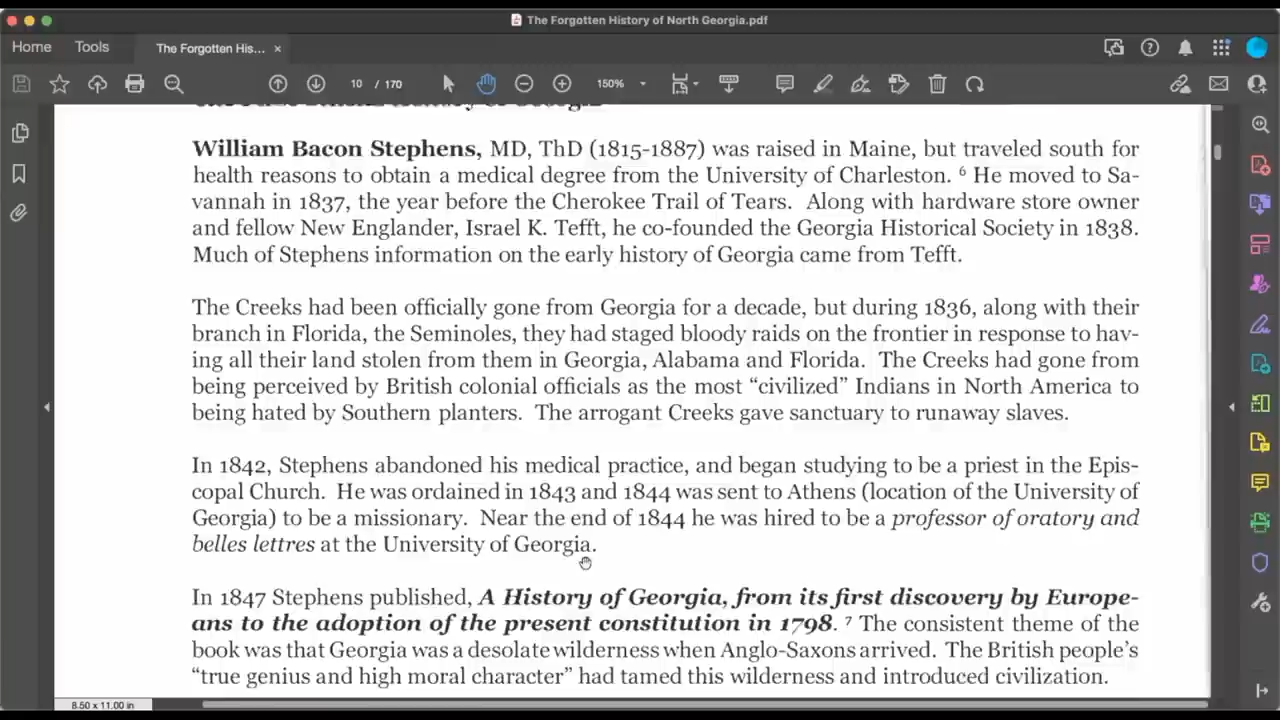 The Forgotten History of North Georgia.pdf
Home
Tools
The Forgotten His... ×
10 / 170
150%
William Bacon Stephens, MD, ThD (1815-1887) was raised in Maine, but traveled south for
health reasons to obtain a medical degree from the University of Charleston. 6 He moved to Sa-
vannah in 1837, the year before the Cherokee Trail of Tears. Along with hardware store owner
and fellow New Englander, Israel K. Tefft, he co-founded the Georgia Historical Society in 1838.
Much of Stephens information on the early history of Georgia came from Tefft.
The Creeks had been officially gone from Georgia for a decade, but during 1836, along with their
branch in Florida, the Seminoles, they had staged bloody raids on the frontier in response to hav-
ing all their land stolen from them in Georgia, Alabama and Florida. The Creeks had gone from
being perceived by British colonial officials as the most “civilized” Indians in North America to
being hated by Southern planters. The arrogant Creeks gave sanctuary to runaway slaves.
In 1842, Stephens abandoned his medical practice, and began studying to be a priest in the Epis-
copal Church. He was ordained in 1843 and 1844 was sent to Athens (location of the University of
Georgia) to be a missionary. Near the end of 1844 he was hired to be a professor of oratory and
belles lettres at the University of Georgia.
In 1847 Stephens published, A History of Georgia, from its first discovery by Europe-
ans to the adoption of the present constitution in 1798. 7 The consistent theme of the
book was that Georgia was a desolate wilderness when Anglo-Saxons arrived. The British people’s
“true genius and high moral character” had tamed this wilderness and introduced civilization.
8.50 x 11.00 in